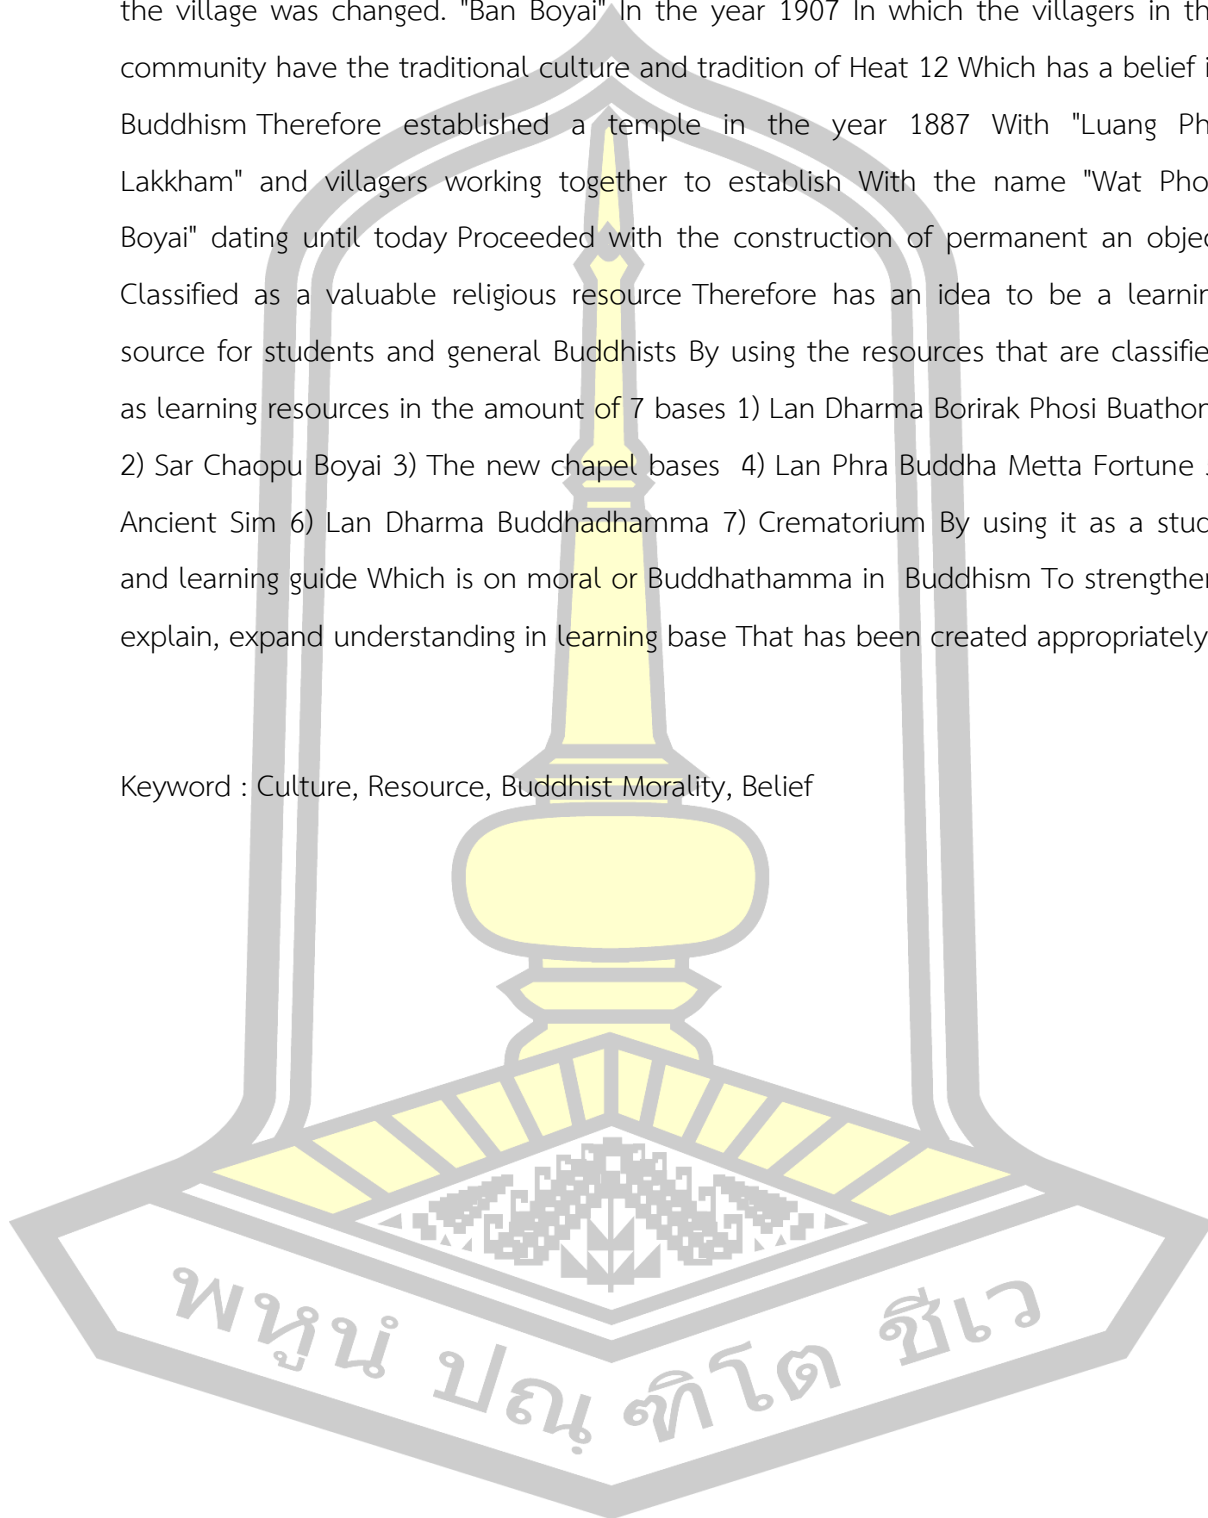 the village was changed. "Ban Boyai" In the year 1907 In which the villagers in th
community have the traditional culture and tradition of Heat 12 Which has a belief i
Buddhism Therefore established a temple in the year 1887 With "Luang Ph
Lakkham" and villagers working together to establish With the name "Wat Pho
Boyai" dating until today Proceeded with the construction of permanent an objec
Classified as a valuable religious resource Therefore has an idea to be a learnin
source for students and general Buddhists By using the resources that are classifie
as learning resources in the amount of 7 bases 1) Lan Dharma Borirak Phosi Buathon
2) Sar Chaopu Boyai 3) The new chapel bases 4) Lan Phra Buddha Metta Fortune
Ancient Sim 6) Lan Dharma Buddhadhamma 7) Crematorium By using it as a stud
and learning guide Which is on moral or Buddhathamma in Buddhism To strengthen
explain, expand understanding in learning base That has been created appropriately
Keyword : Culture, Resource, Buddhist Morality, Belief
พหูนํ ปณฺฑิโต ชีเว